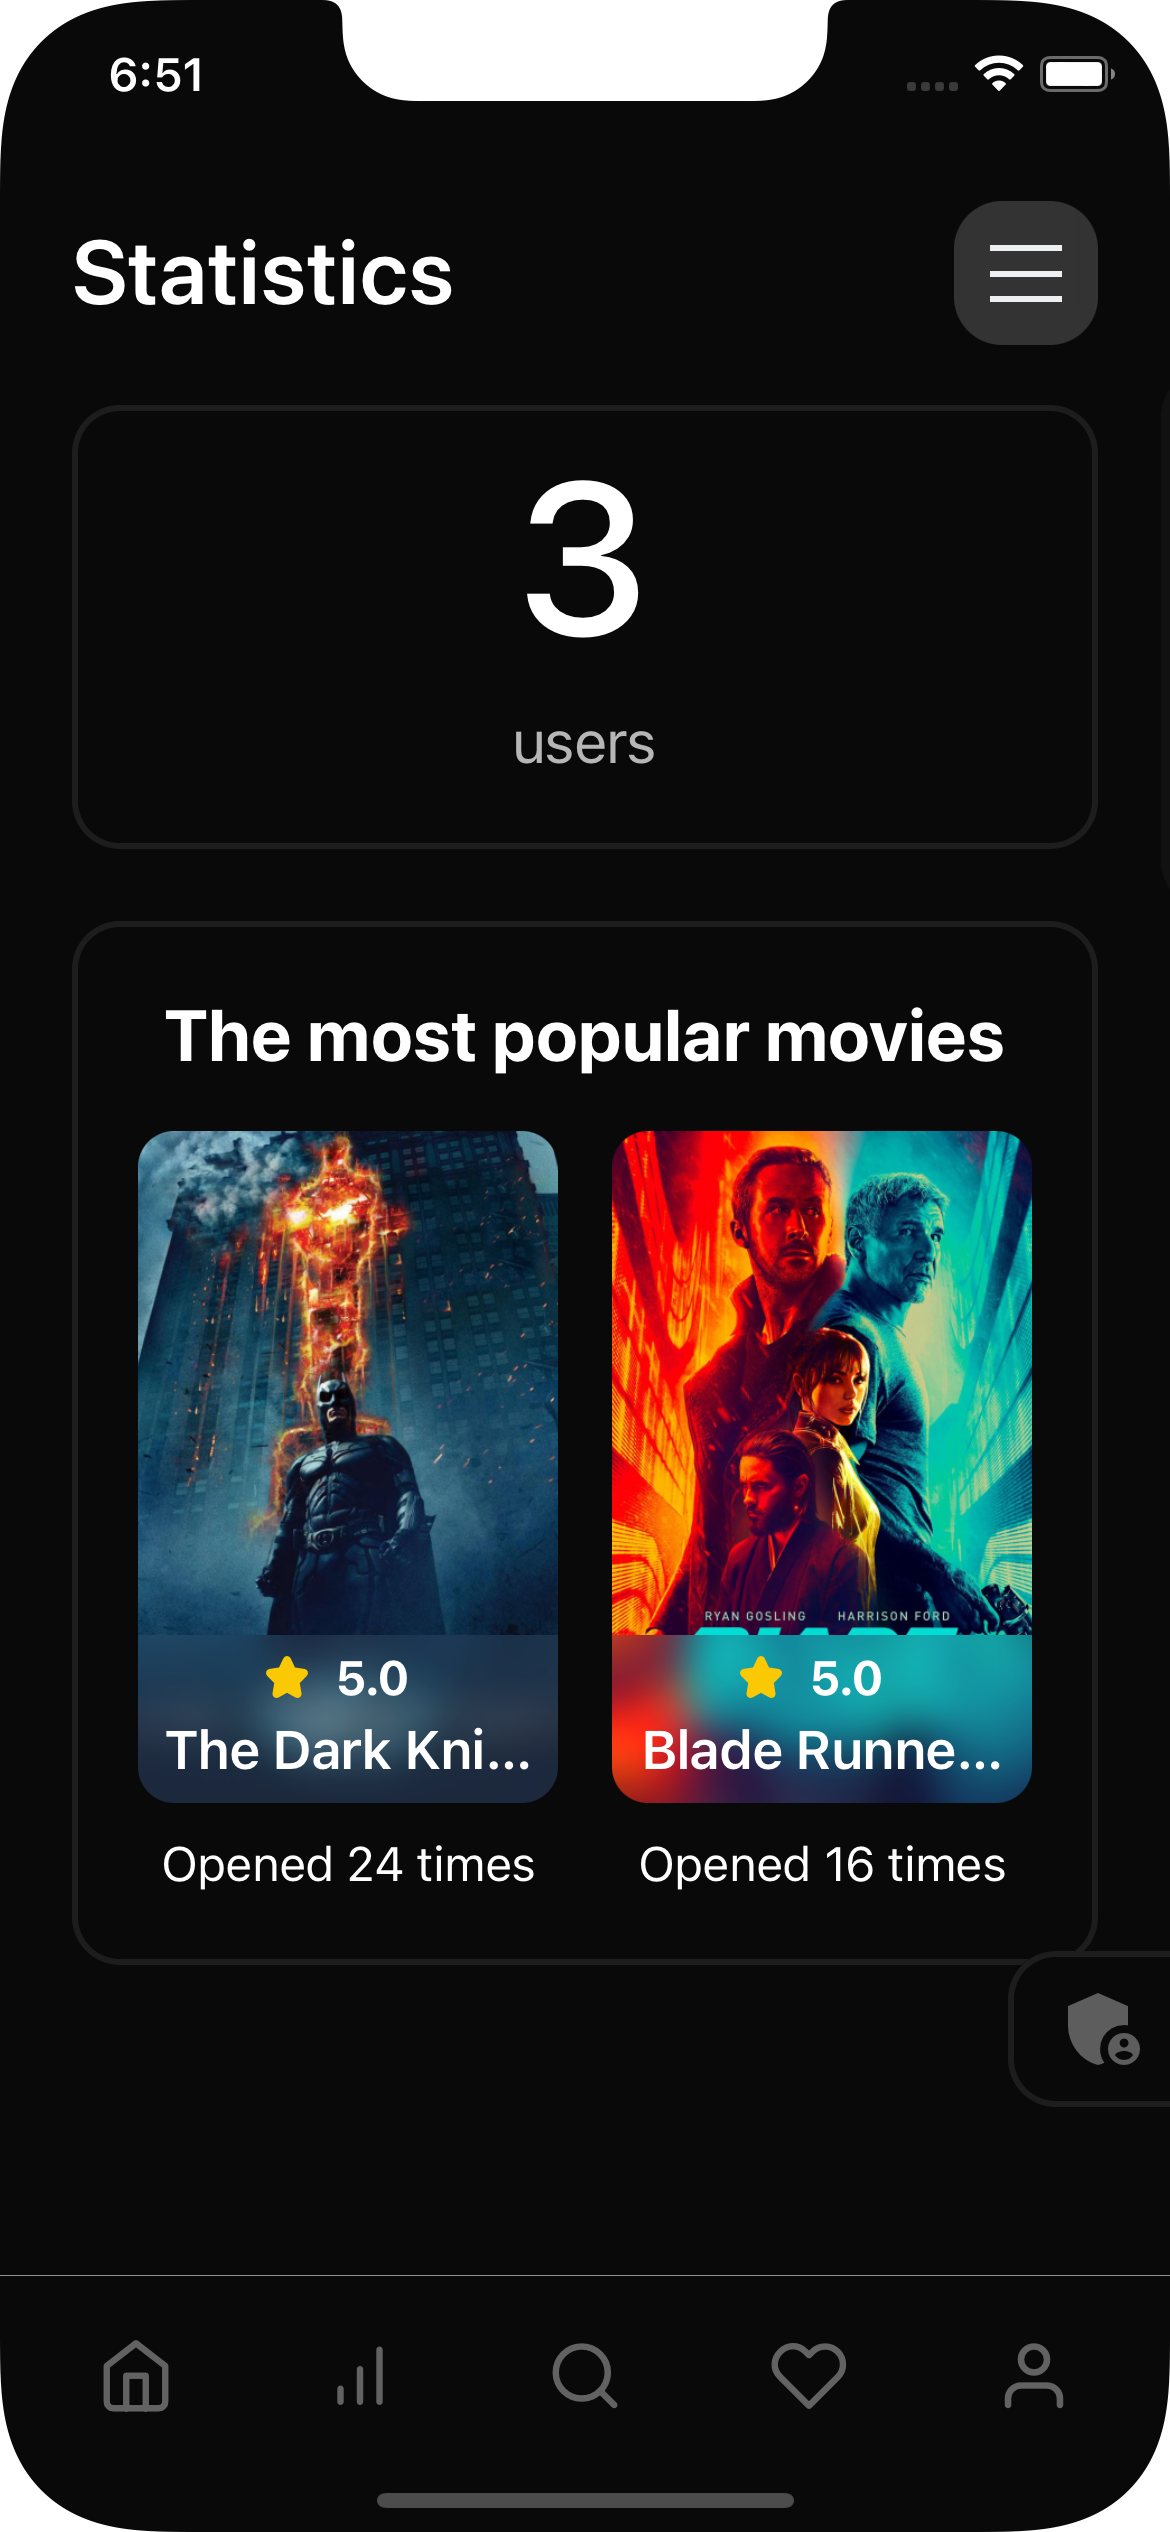 6:51
Statistics
3
users
The most popular movies
RYAN GOSLING HARRISON FORD
5.0
The Dark Kni...
Opened 24 times
5.0
Blade Runne...
Opened 16 times